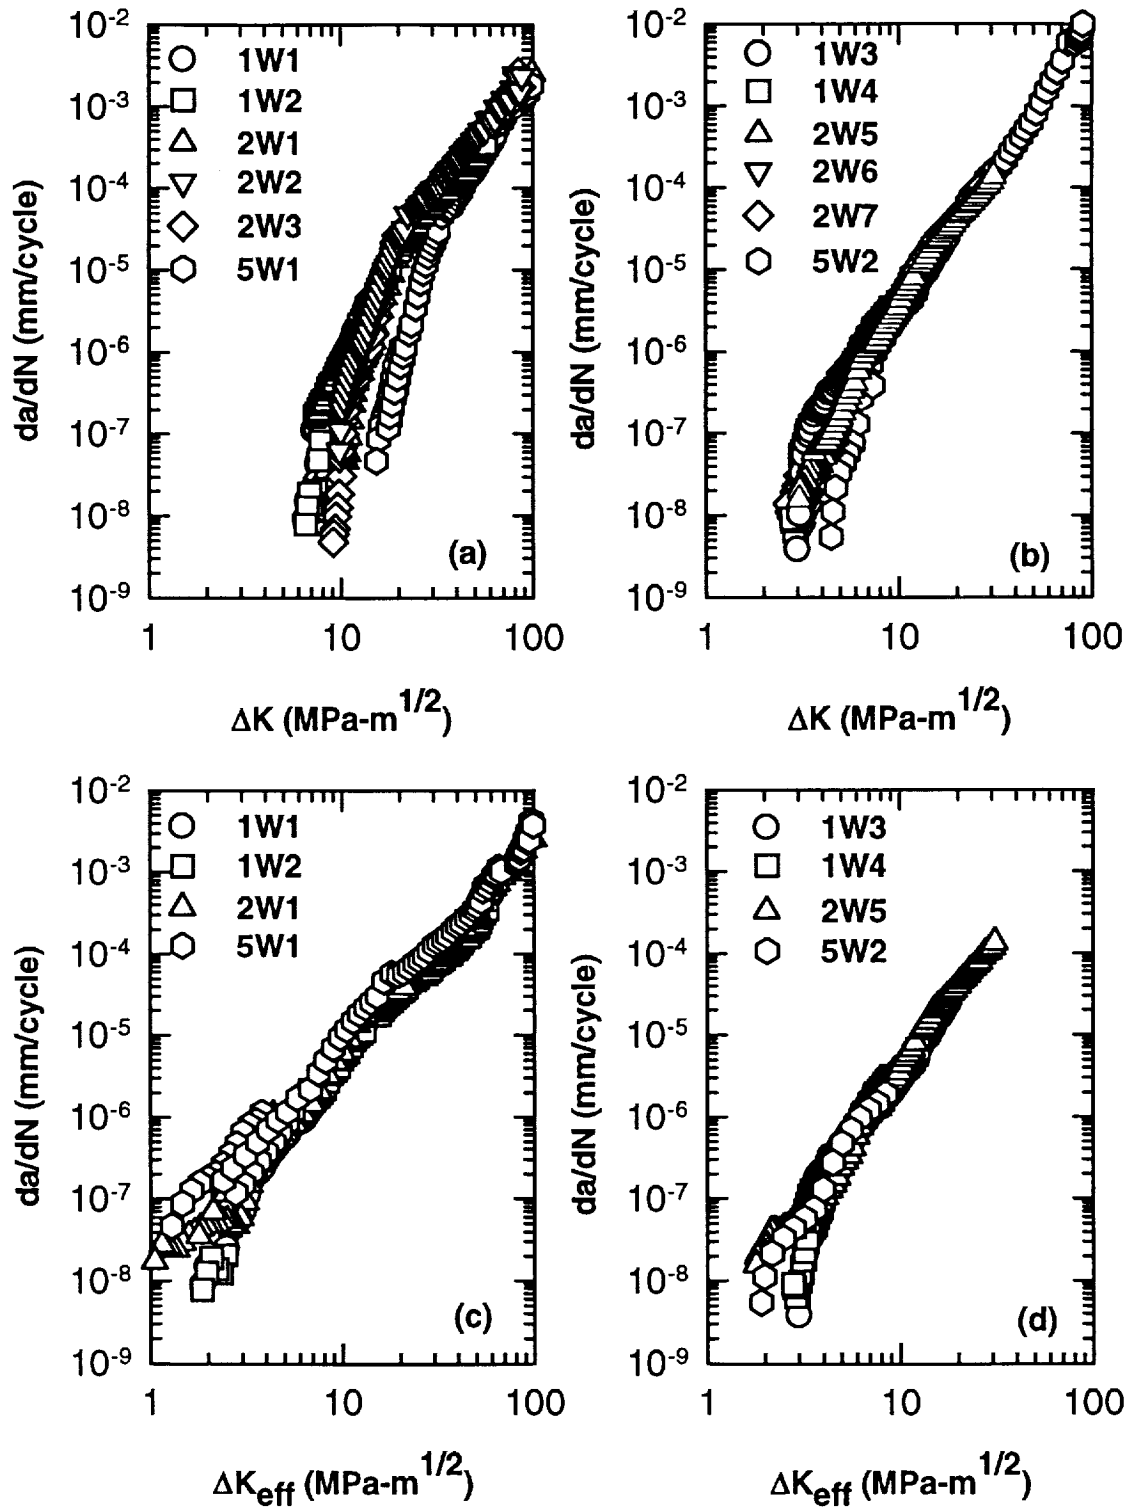 da/dN (mm/cycle)
10⁻²
10⁻³
10⁻⁴
10⁻⁵
10⁻⁶
10⁻⁷
10⁻⁸
10⁻⁹
1W1
1W2
2W1
2W2
2W3
5W1
(a)
1 10 100
ΔK (MPa-m^1/2)
da/dN (mm/cycle)
10⁻²
10⁻³
10⁻⁴
10⁻⁵
10⁻⁶
10⁻⁷
10⁻⁸
10⁻⁹
1W3
1W4
2W5
2W6
2W7
5W2
(b)
1 10 100
ΔK (MPa-m^1/2)
da/dN (mm/cycle)
10⁻²
10⁻³
10⁻⁴
10⁻⁵
10⁻⁶
10⁻⁷
10⁻⁸
10⁻⁹
1W1
1W2
2W1
5W1
(c)
1 10 100
ΔK_eff (MPa-m^1/2)
da/dN (mm/cycle)
10⁻²
10⁻³
10⁻⁴
10⁻⁵
10⁻⁶
10⁻⁷
10⁻⁸
10⁻⁹
1W3
1W4
2W5
5W2
(d)
1 10 100
ΔK_eff (MPa-m^1/2)